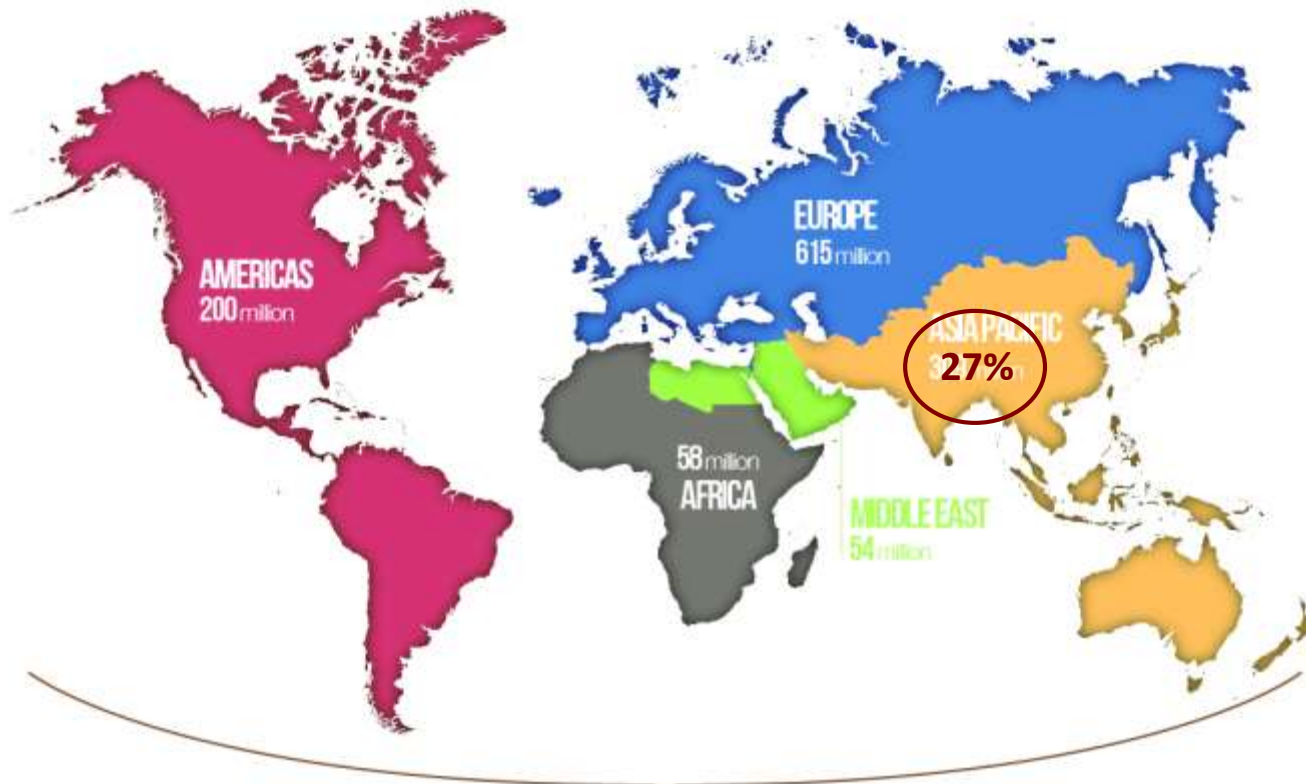 AMERICAS
200 million
EUROPE
615 million
ASIA PACIFIC
27%
58 million
AFRICA
MIDDLE EAST
54 million